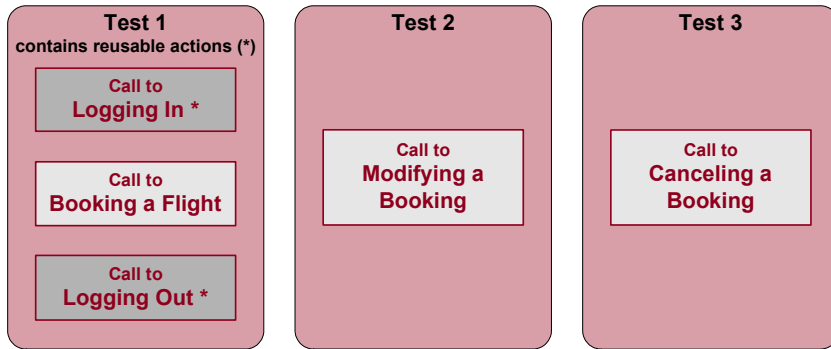 Test 1
contains reusable actions (*)
Call to
Logging In *
Call to
Booking a Flight
Call to
Logging Out *
Test 2
Call to
Modifying a
Booking
Test 3
Call to
Canceling a
Booking